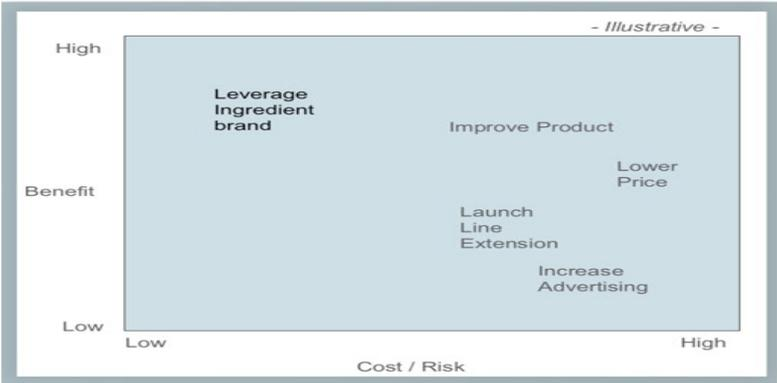 - Illustrative -
High
Leverage
Ingredient
brand
Improve Product
Lower
Price
Benefit
Launch
Line
Extension
Increase
Advertising
Low
Low
High
Cost / Risk